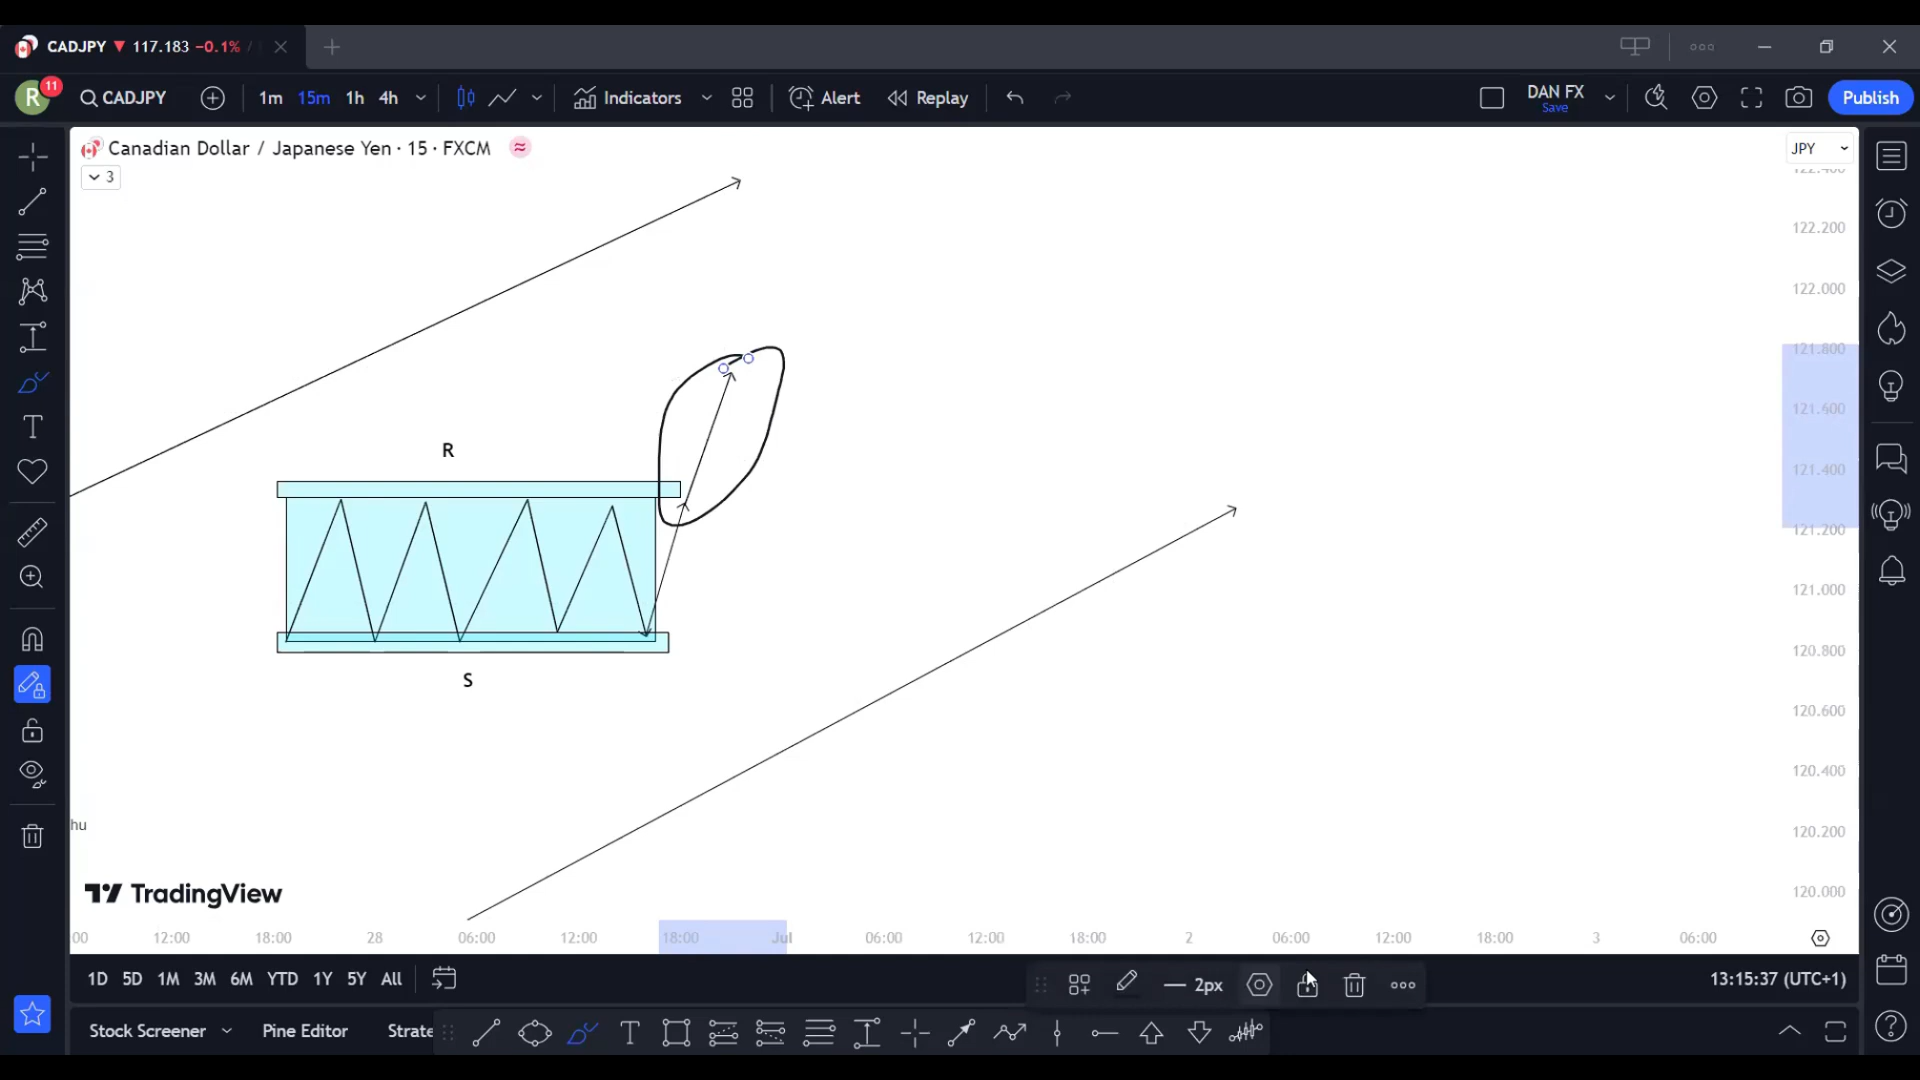 CADJPY ▼ 117.183 −0.1% /
R 11 CADJPY 1m 15m 1h 4h Indicators Alert Replay DAN FX Save Publish
Canadian Dollar / Japanese Yen · 15 · FXCM ≈ JPY
3
122.400
122.200
122.000
121.800
121.600
R
121.400
121.200
121.000
120.800
S
120.600
120.400
hu
120.200
TradingView
120.000
00 12:00 18:00 28 06:00 12:00 18:00 Jul 06:00 12:00 18:00 2 06:00 12:00 18:00 3 06:00
1D 5D 1M 3M 6M YTD 1Y 5Y All 2px 13:15:37 (UTC+1)
Stock Screener Pine Editor Strate T